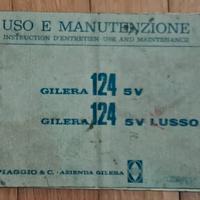 USO E MANUTENZIONE
INSTRUCTION D'ENTRETIEN USE AND MAINTENANCE
GILERA 124 5V
GILERA 124 5V LUSSO
PIAGGIO & C. - AZIENDA GILERA